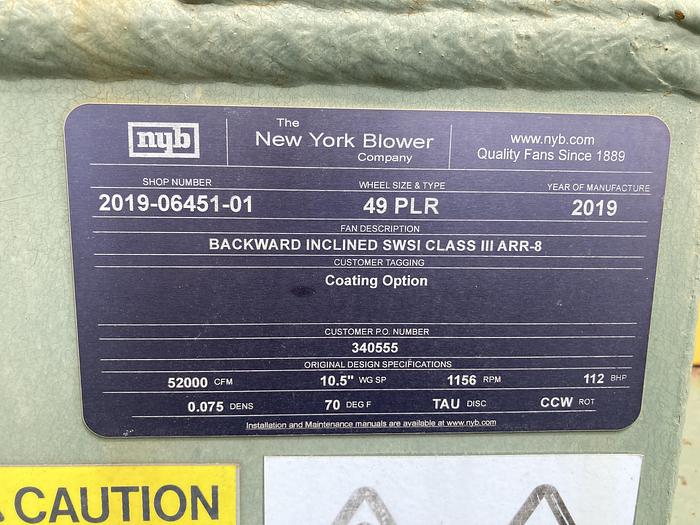 nyb
The
New York Blower
Company
www.nyb.com
Quality Fans Since 1889
SHOP NUMBER WHEEL SIZE & TYPE YEAR OF MANUFACTURE
2019-06451-01 49 PLR 2019
FAN DESCRIPTION
BACKWARD INCLINED SWSI CLASS III ARR-8
CUSTOMER TAGGING
Coating Option
CUSTOMER P.O. NUMBER
340555
ORIGINAL DESIGN SPECIFICATIONS
52000 CFM 10.5" WG SP 1156 RPM 112 BHP
0.075 DENS 70 DEG F TAU DISC CCW ROT
Installation and Maintenance manuals are available at www.nyb.com
CAUTION